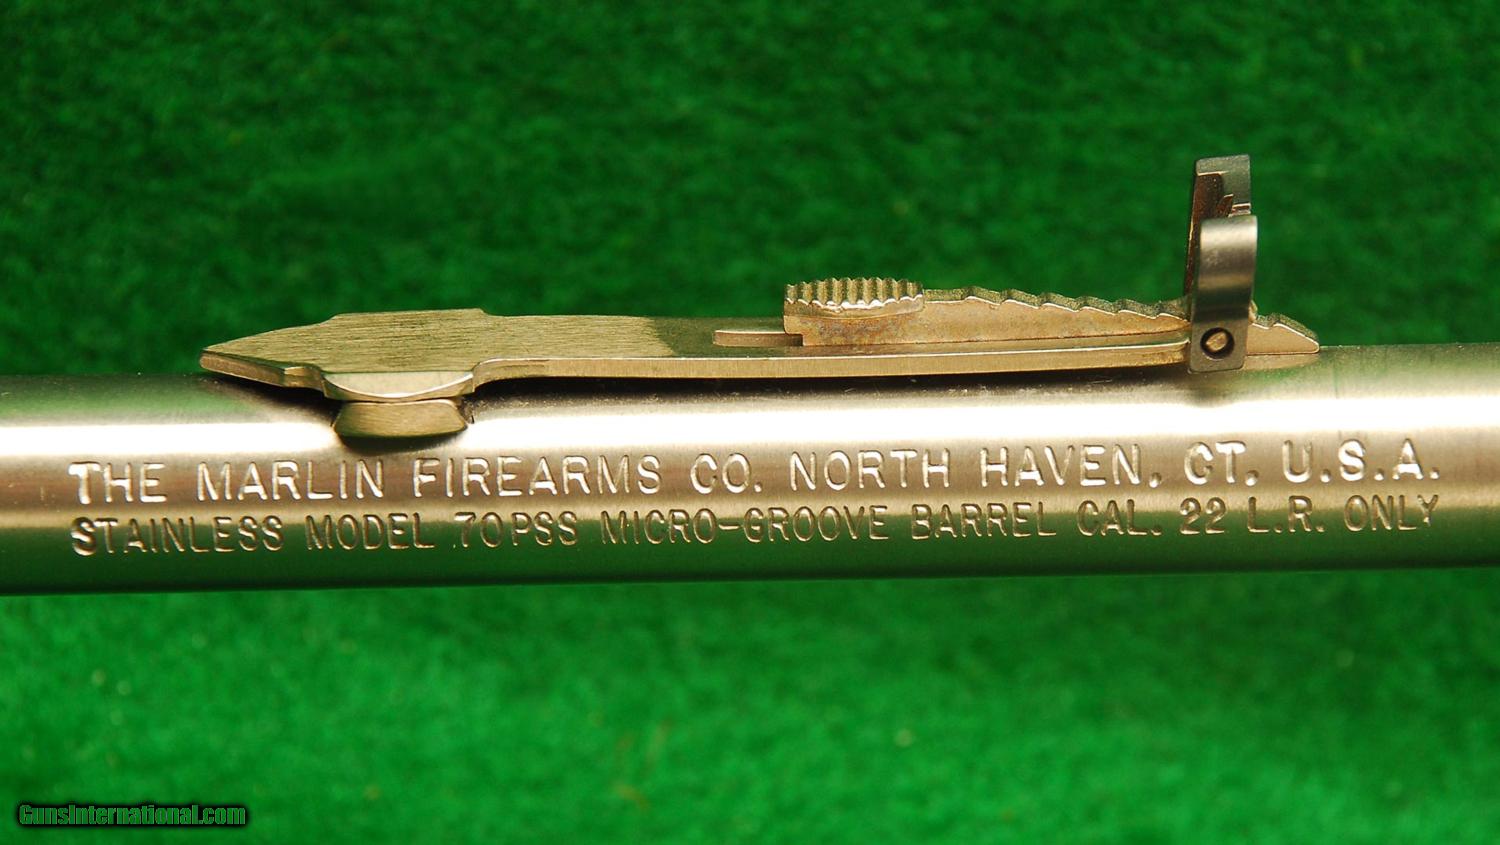 THE MARLIN FIREARMS CO. NORTH HAVEN, CT. U.S.A.
STAINLESS MODEL 70PSS MICRO-GROOVE BARREL CAL. 22 L.R. ONLY
GunsInternational.com